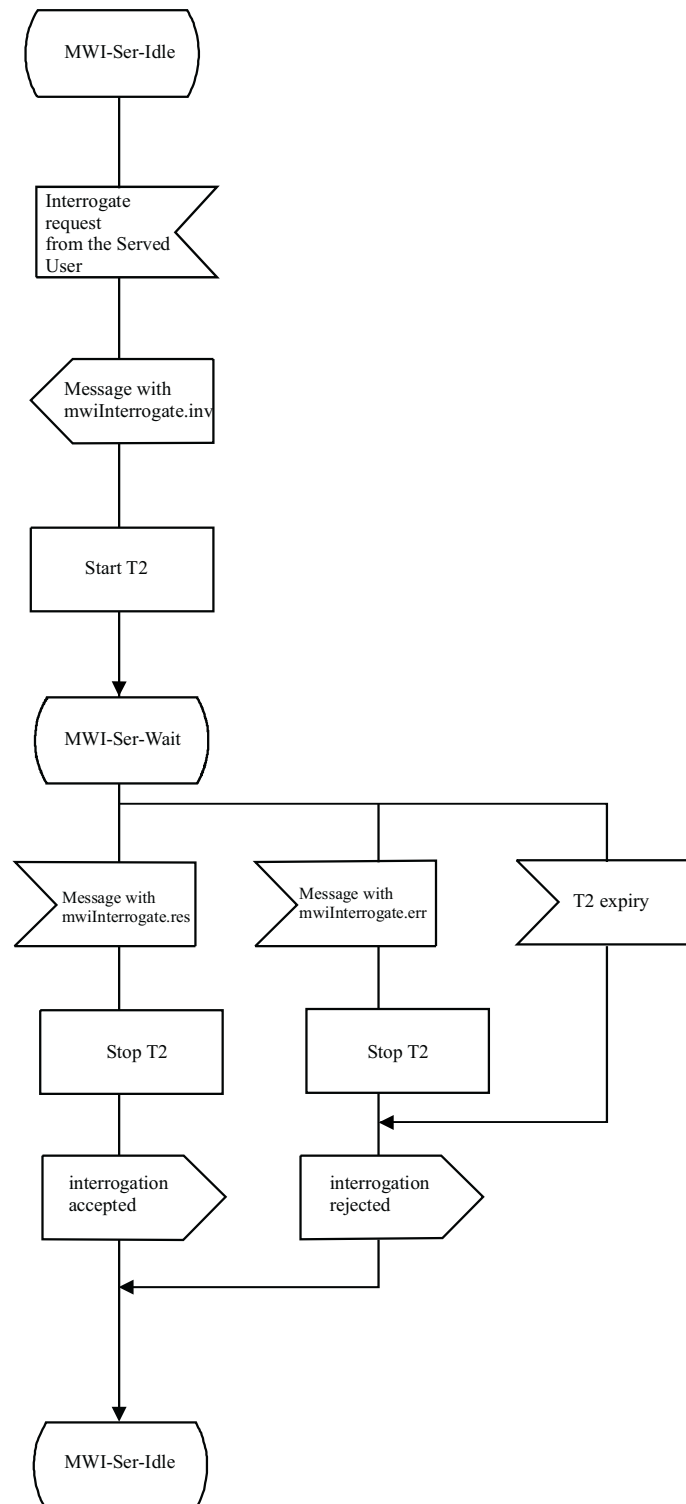 MWI-Ser-Idle
Interrogate
request
from the Served
User
Message with
mwiInterrogate.inv
Start T2
MWI-Ser-Wait
Message with
mwiInterrogate.res
Message with
mwiInterrogate.err
T2 expiry
Stop T2
Stop T2
interrogation
accepted
interrogation
rejected
MWI-Ser-Idle